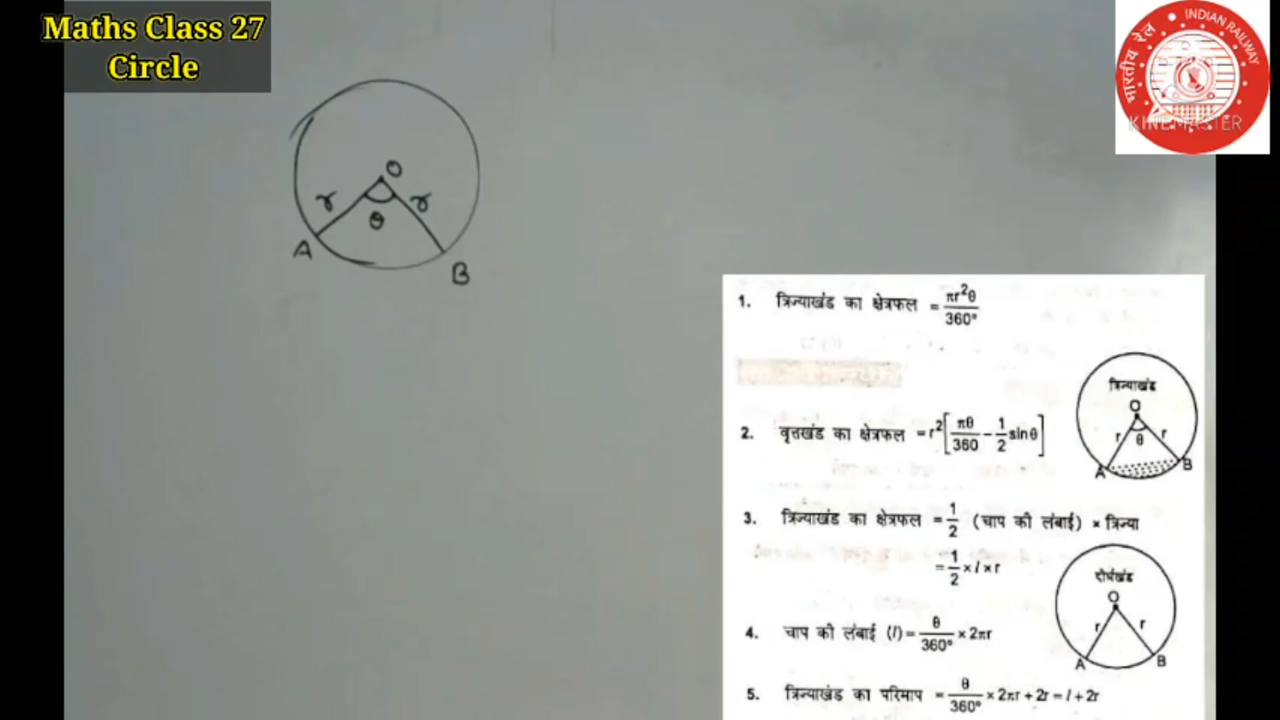 Maths Class 27
Circle
INDIAN RAILWAY
भारतीय रेल
KINEMASTER
O
r r
θ
A
B
1. त्रिज्याखंड का क्षेत्रफल = πr²θ/360°
2. वृत्तखंड का क्षेत्रफल = r²[πθ/360 - 1/2 sinθ]
त्रिज्याखंड
O
r θ r
A B
3. त्रिज्याखंड का क्षेत्रफल = 1/2 (चाप की लंबाई) × त्रिज्या
= 1/2 × l × r
दीर्घखंड
O
r r
A B
4. चाप की लंबाई (l) = θ/360° × 2πr
5. त्रिज्याखंड का परिमाप = θ/360° × 2πr + 2r = l + 2r